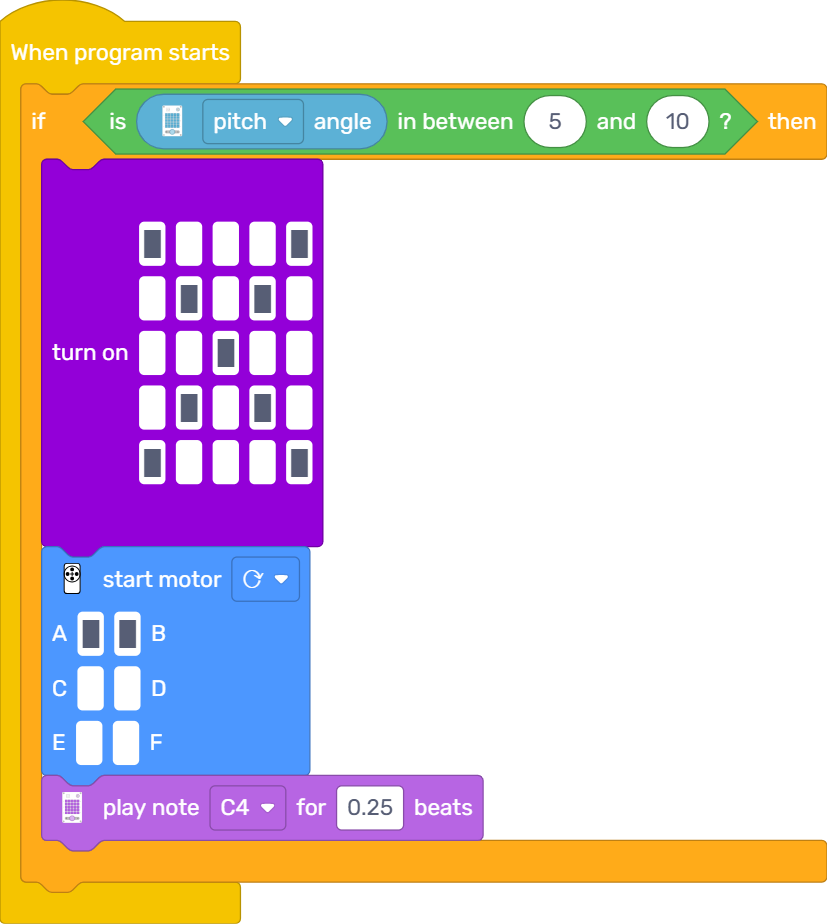 When program starts
if is pitch angle in between 5 and 10 ? then
turn on
start motor
A B
C D
E F
play note C4 for 0.25 beats